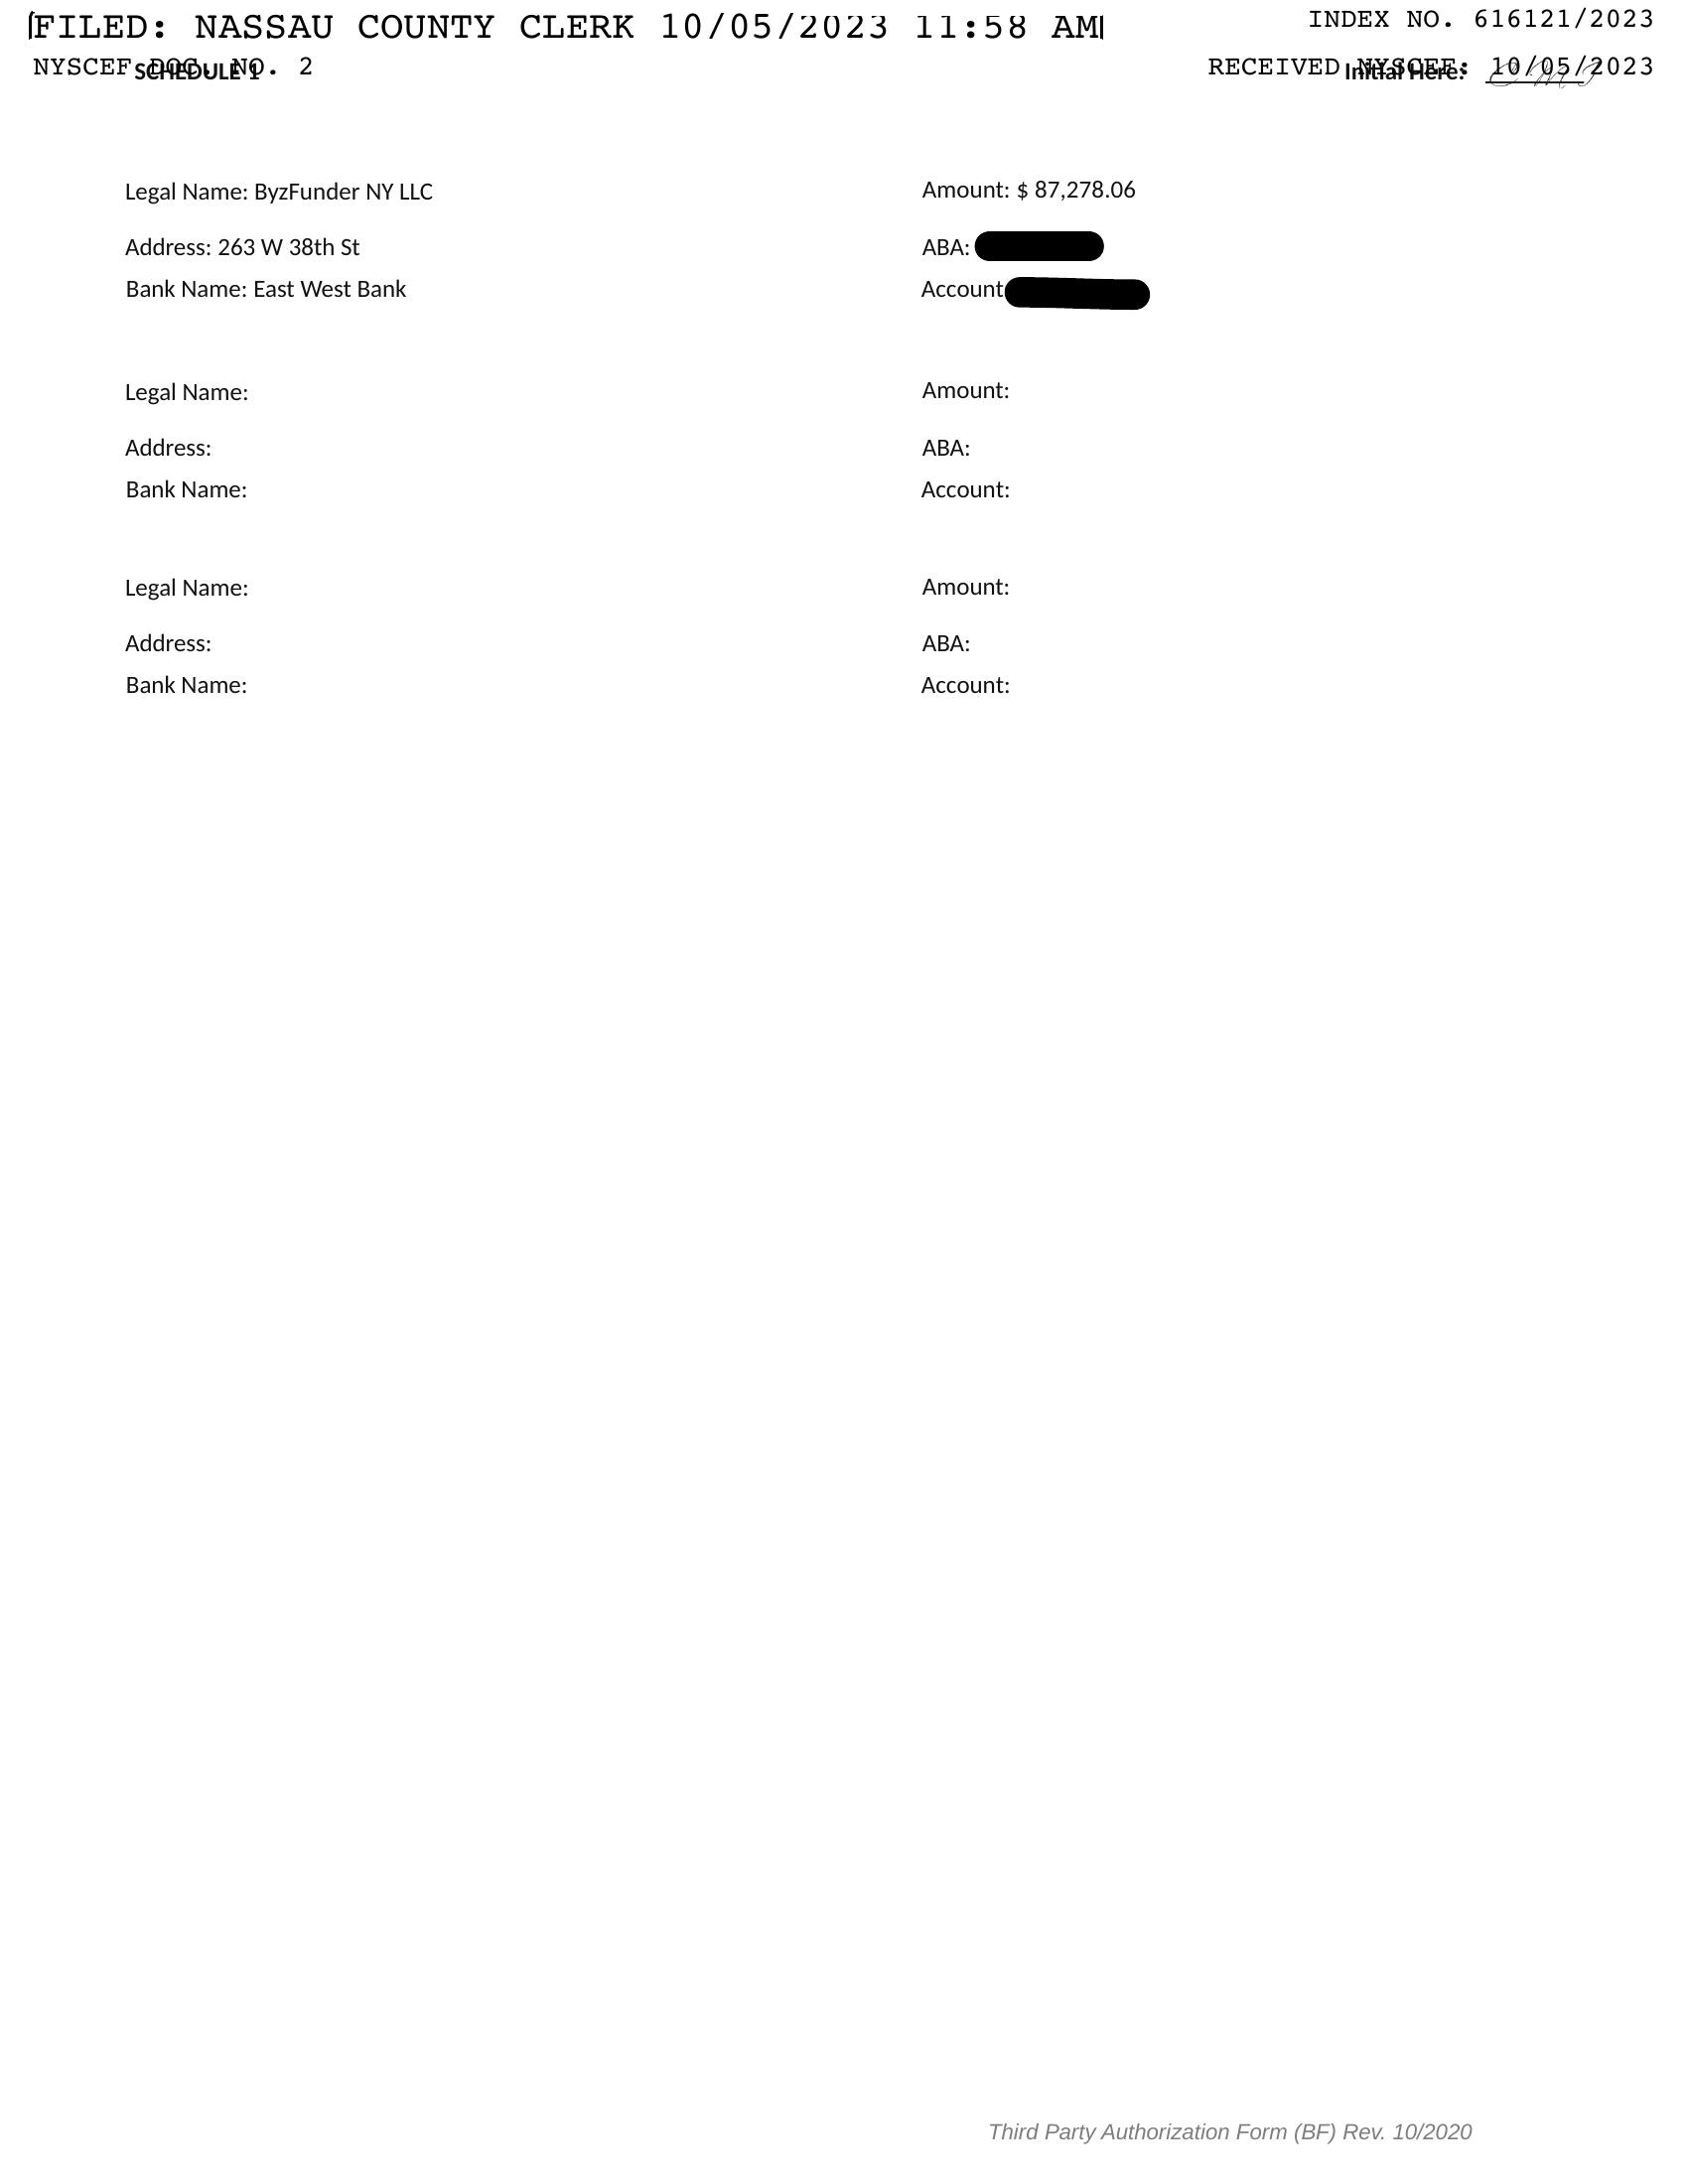 FILED: NASSAU COUNTY CLERK 10/05/2023 11:58 AM
INDEX NO. 616121/2023
NYSCEF DOC. NO. 2
RECEIVED NYSCEF: 10/05/2023
SCHEDULE 1
Initial Here:
Legal Name: ByzFunder NY LLC
Amount: $ 87,278.06
Address: 263 W 38th St
ABA:
Bank Name: East West Bank
Account
Legal Name:
Amount:
Address:
ABA:
Bank Name:
Account:
Legal Name:
Amount:
Address:
ABA:
Bank Name:
Account:
Third Party Authorization Form (BF) Rev. 10/2020